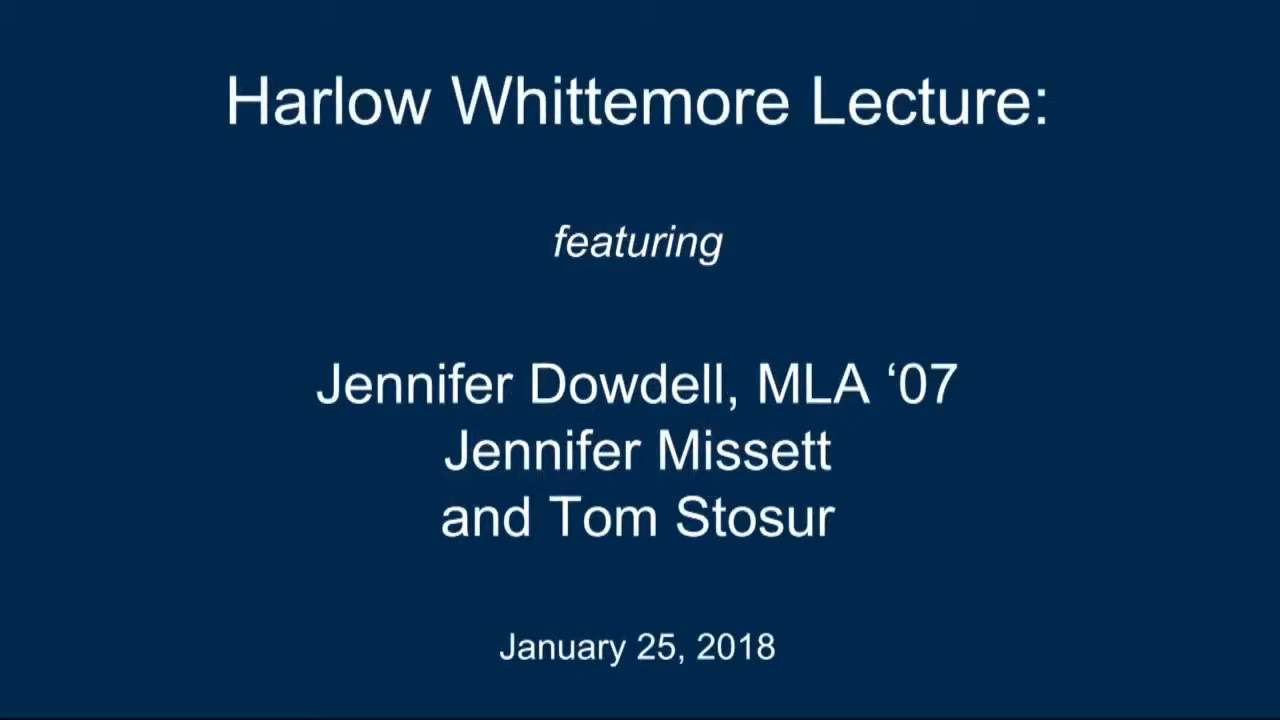 Harlow Whittemore Lecture:
featuring
Jennifer Dowdell, MLA ‘07
Jennifer Missett
and Tom Stosur
January 25, 2018